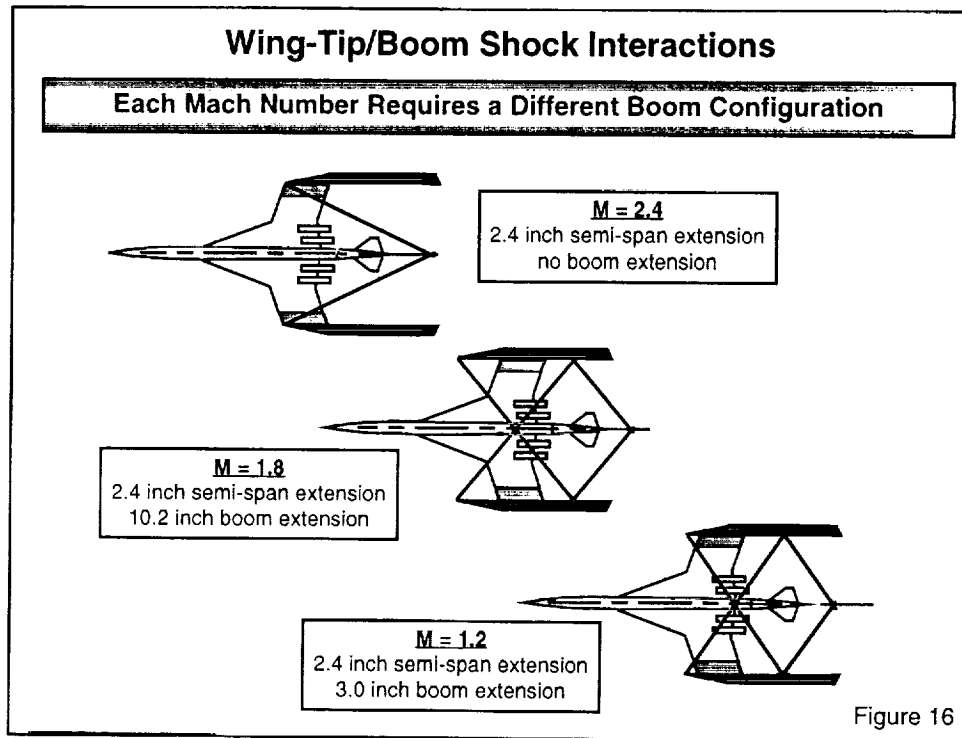 Wing-Tip/Boom Shock Interactions
Each Mach Number Requires a Different Boom Configuration
M = 2.4
2.4 inch semi-span extension
no boom extension
M = 1.8
2.4 inch semi-span extension
10.2 inch boom extension
M = 1.2
2.4 inch semi-span extension
3.0 inch boom extension
Figure 16